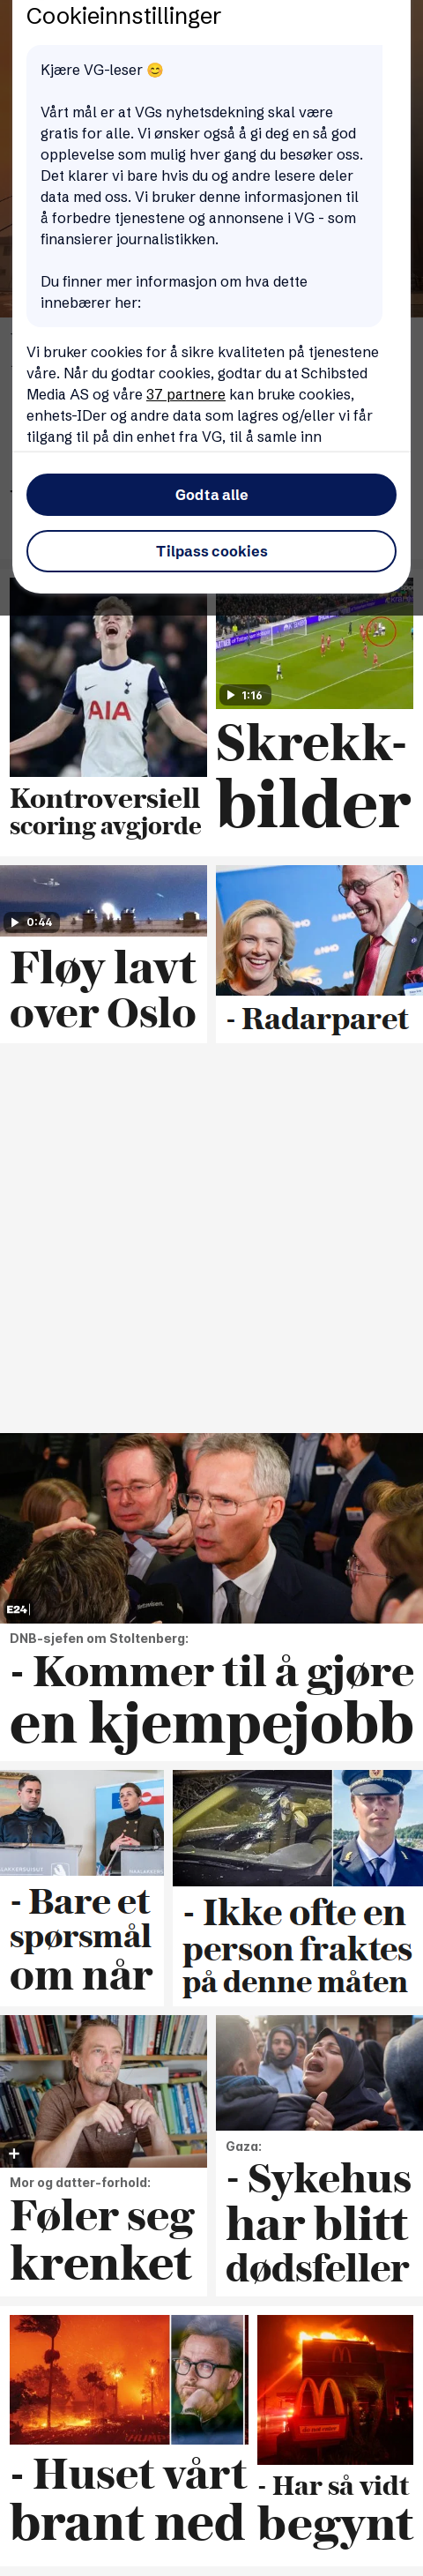 Cookieinnstillinger
Kjære VG-leser 😊
Vårt mål er at VGs nyhetsdekning skal være
gratis for alle. Vi ønsker også å gi deg en så god
opplevelse som mulig hver gang du besøker oss.
Det klarer vi bare hvis du og andre lesere deler
data med oss. Vi bruker denne informasjonen til
å forbedre tjenestene og annonsene i VG - som
finansierer journalistikken.
Du finner mer informasjon om hva dette
innebærer her:
Vi bruker cookies for å sikre kvaliteten på tjenestene
våre. Når du godtar cookies, godtar du at Schibsted
Media AS og våre 37 partnere kan bruke cookies,
enhets-IDer og andre data som lagres og/eller vi får
tilgang til på din enhet fra VG, til å samle inn
Godta alle
Tilpass cookies
AIA
1:16
Kontroversiell
scoring avgjorde
Skrekk-
bilder
0:44
Fløy lavt
over Oslo
NHO
- Radarparet
E24
DNB-sjefen om Stoltenberg:
- Kommer til å gjøre
en kjempejobb
- Bare et
spørsmål
om når
- Ikke ofte en
person fraktes
på denne måten
Mor og datter-forhold:
Føler seg
krenket
Gaza:
- Sykehus
har blitt
dødsfeller
- Huset vårt
brant ned
- Har så vidt
begynt